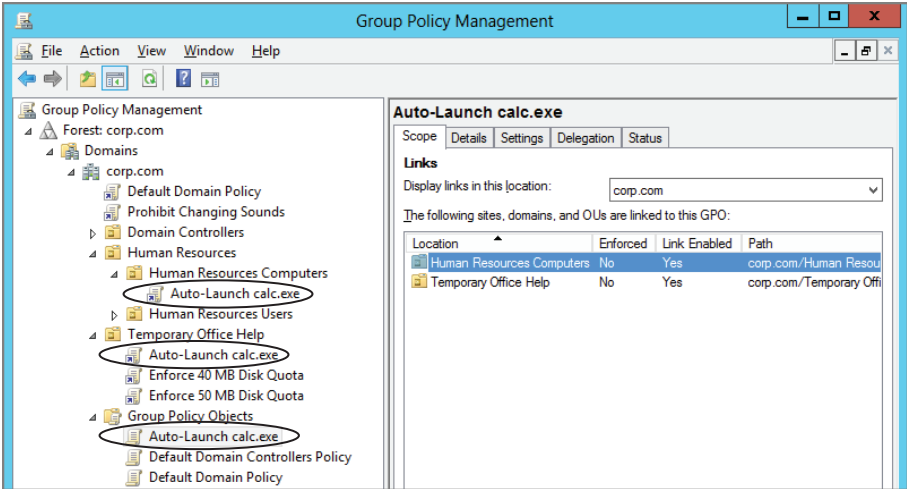 Group Policy Management
File Action View Window Help
Group Policy Management
Forest: corp.com
Domains
corp.com
Default Domain Policy
Prohibit Changing Sounds
Domain Controllers
Human Resources
Human Resources Computers
Auto-Launch calc.exe
Human Resources Users
Temporary Office Help
Auto-Launch calc.exe
Enforce 40 MB Disk Quota
Enforce 50 MB Disk Quota
Group Policy Objects
Auto-Launch calc.exe
Default Domain Controllers Policy
Default Domain Policy
Auto-Launch calc.exe
Scope Details Settings Delegation Status
Links
Display links in this location: corp.com
The following sites, domains, and OUs are linked to this GPO:
Location Enforced Link Enabled Path
Human Resources Computers No Yes corp.com/Human Resou
Temporary Office Help No Yes corp.com/Temporary Offi